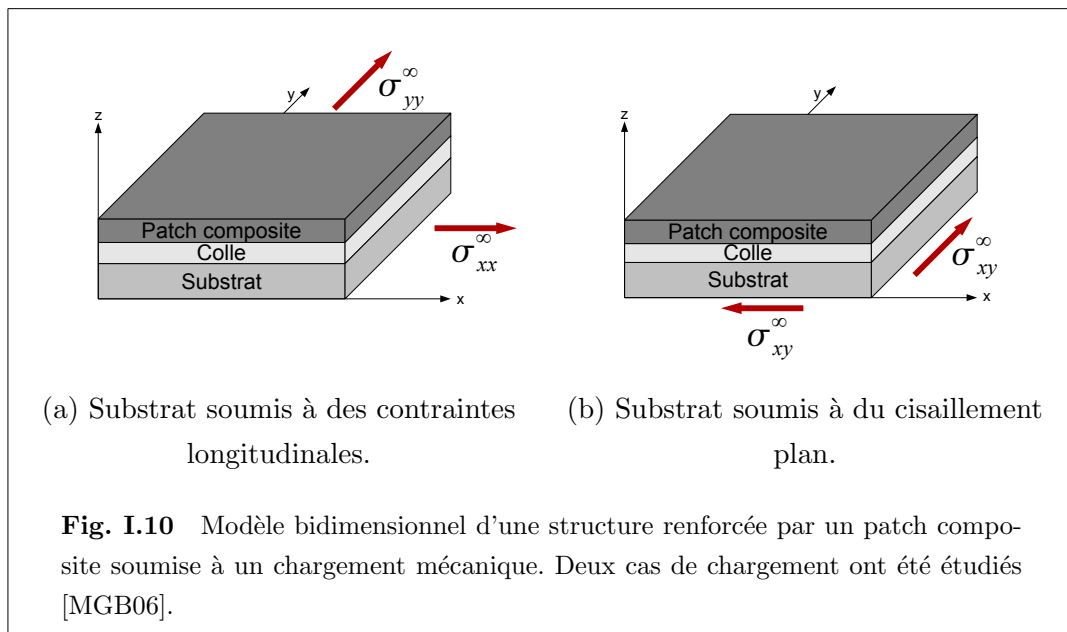 σ∞yy
y
z
Patch composite
Colle
Substrat
σ∞xx
x
y
z
Patch composite
Colle
Substrat
σ∞xy
x
σ∞xy
(a) Substrat soumis à des contraintes
longitudinales.
(b) Substrat soumis à du cisaillement
plan.
Fig. I.10 Modèle bidimensionnel d'une structure renforcée par un patch compo-
site soumise à un chargement mécanique. Deux cas de chargement ont été étudiés
[MGB06].